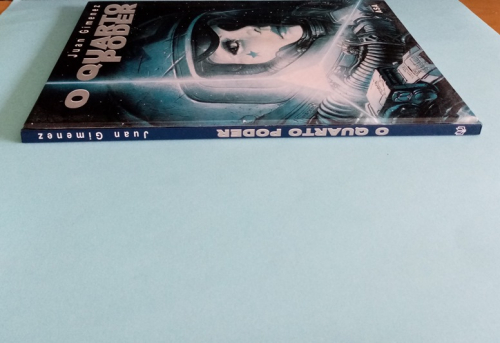 Juan Gimenez
O QUARTO
PODER
Juan Gimenez
O QUARTO PODER